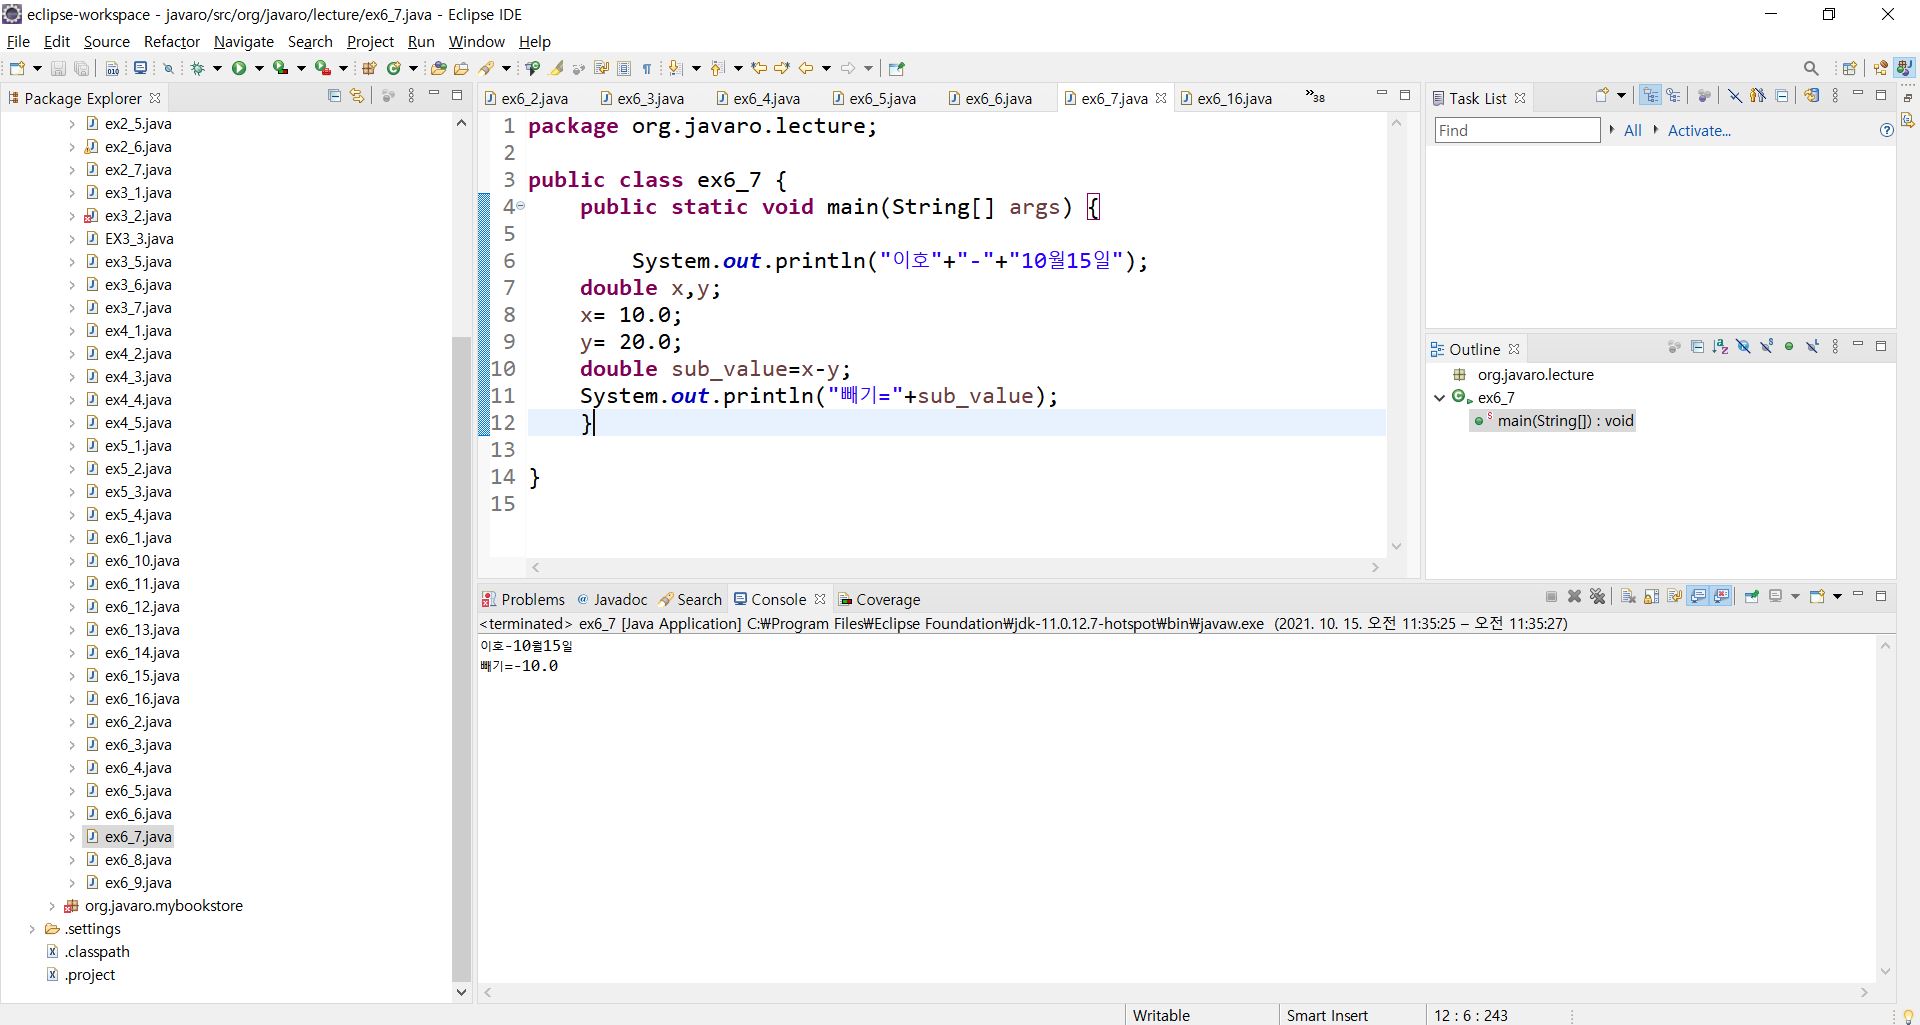 eclipse-workspace - javaro/src/org/javaro/lecture/ex6_7.java - Eclipse IDE
File Edit Source Refactor Navigate Search Project Run Window Help
Package Explorer
ex2_5.java
ex2_6.java
ex2_7.java
ex3_1.java
ex3_2.java
EX3_3.java
ex3_5.java
ex3_6.java
ex3_7.java
ex4_1.java
ex4_2.java
ex4_3.java
ex4_4.java
ex4_5.java
ex5_1.java
ex5_2.java
ex5_3.java
ex5_4.java
ex6_1.java
ex6_10.java
ex6_11.java
ex6_12.java
ex6_13.java
ex6_14.java
ex6_15.java
ex6_16.java
ex6_2.java
ex6_3.java
ex6_4.java
ex6_5.java
ex6_6.java
ex6_7.java
ex6_8.java
ex6_9.java
org.javaro.mybookstore
.settings
.classpath
.project
ex6_2.java ex6_3.java ex6_4.java ex6_5.java ex6_6.java ex6_7.java ex6_16.java »38
1 package org.javaro.lecture;
2
3 public class ex6_7 {
4 public static void main(String[] args) {
5
6 System.out.println("이호"+"-"+"10월15일");
7 double x,y;
8 x= 10.0;
9 y= 20.0;
10 double sub_value=x-y;
11 System.out.println("빼기="+sub_value);
12 }
13
14 }
15
Task List
Find All Activate...
Outline
org.javaro.lecture
ex6_7
main(String[]) : void
Problems @ Javadoc Search Console Coverage
<terminated> ex6_7 [Java Application] C:₩Program Files₩Eclipse Foundation₩jdk-11.0.12.7-hotspot₩bin₩javaw.exe (2021. 10. 15. 오전 11:35:25 – 오전 11:35:27)
이호-10월15일
빼기=-10.0
Writable Smart Insert 12 : 6 : 243